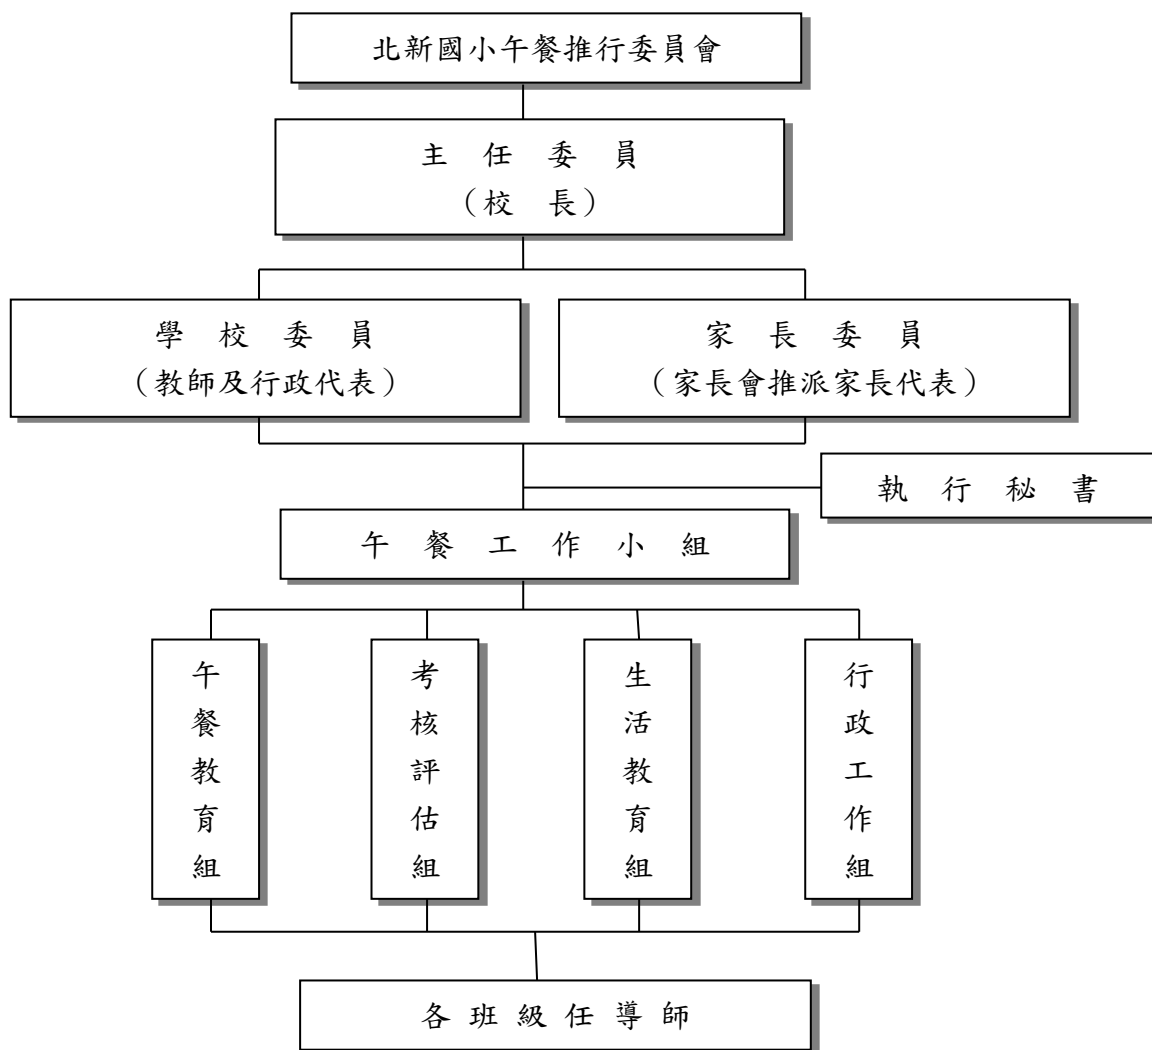 北新國小午餐推行委員會
主任委員
（校長）
學校委員
（教師及行政代表）
家長委員
（家長會推派家長代表）
執行秘書
午餐工作小組
午餐教育組
考核評估組
生活教育組
行政工作組
各班級任導師